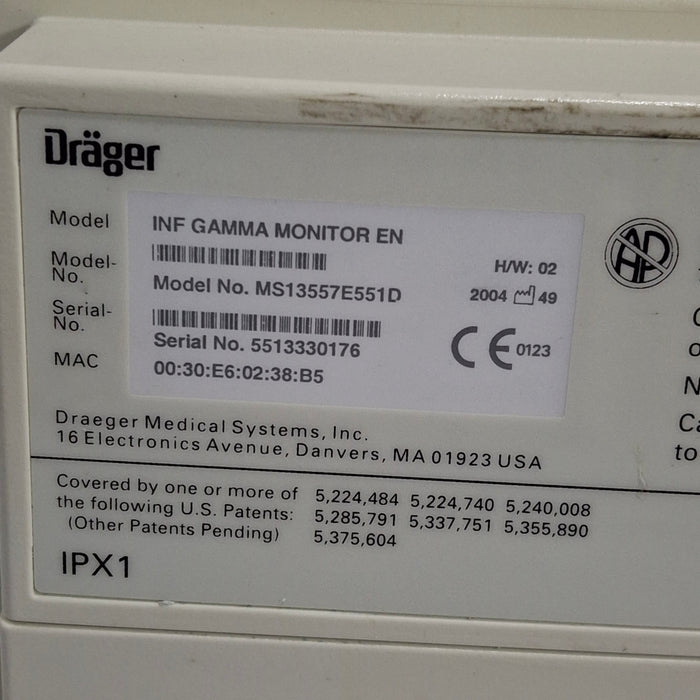 Dräger
Model INF GAMMA MONITOR EN
H/W: 02
Model-
No. Model No. MS13557E551D
2004 49
Serial-
No. Serial No. 5513330176
CE 0123
MAC 00:30:E6:02:38:B5
AP
Draeger Medical Systems, Inc.
16 Electronics Avenue, Danvers, MA 01923 USA
Covered by one or more of 5,224,484 5,224,740 5,240,008
the following U.S. Patents: 5,285,791 5,337,751 5,355,890
(Other Patents Pending) 5,375,604
IPX1
to